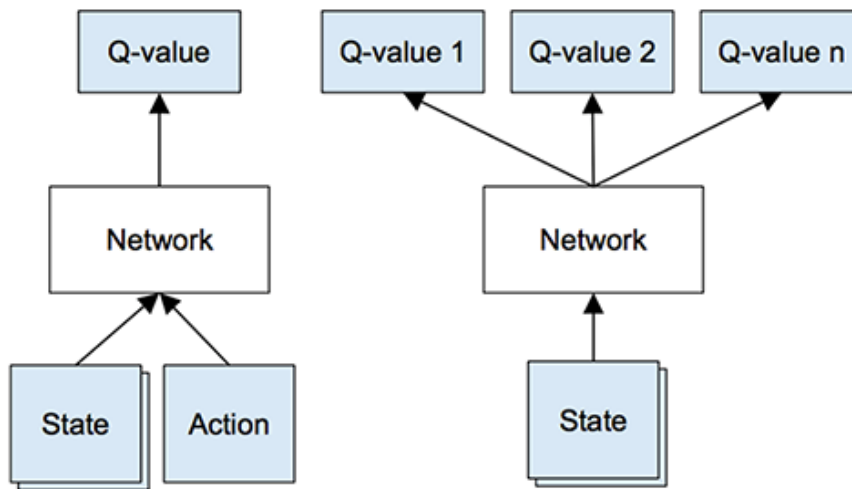 Q-value
Network
State
Action
Q-value 1
Q-value 2
Q-value n
Network
State